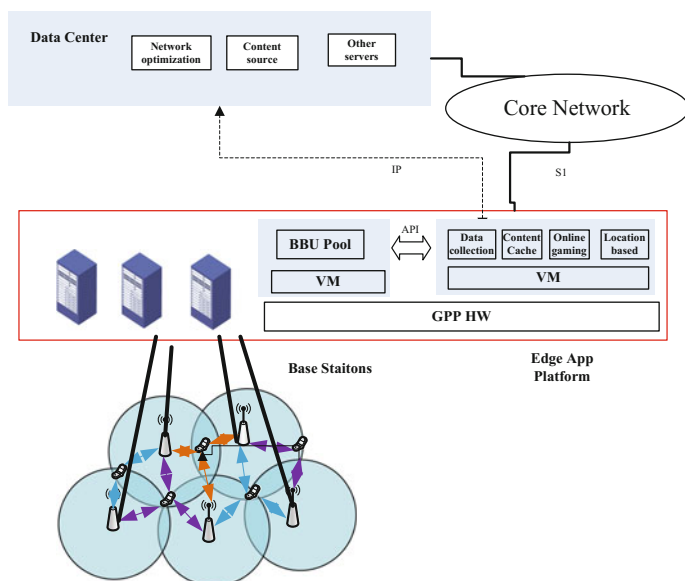 Data Center
Network
optimization
Content
source
Other
servers
Core Network
IP
S1
BBU Pool
API
Data
collection
Content
Cache
Online
gaming
Location
based
VM
VM
GPP HW
Base Staitons
Edge App
Platform